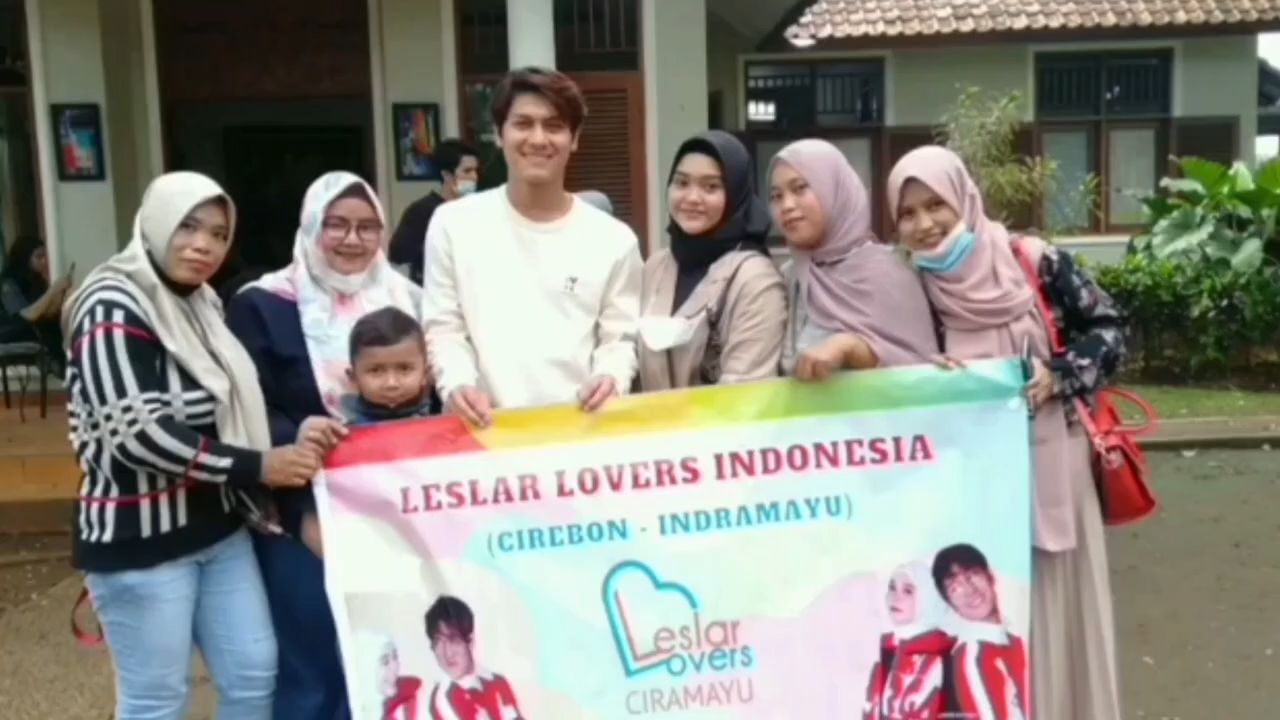 LESLAR LOVERS INDONESIA
(CIREBON - INDRAMAYU)
Leslar
Lovers
CIRAMAYU